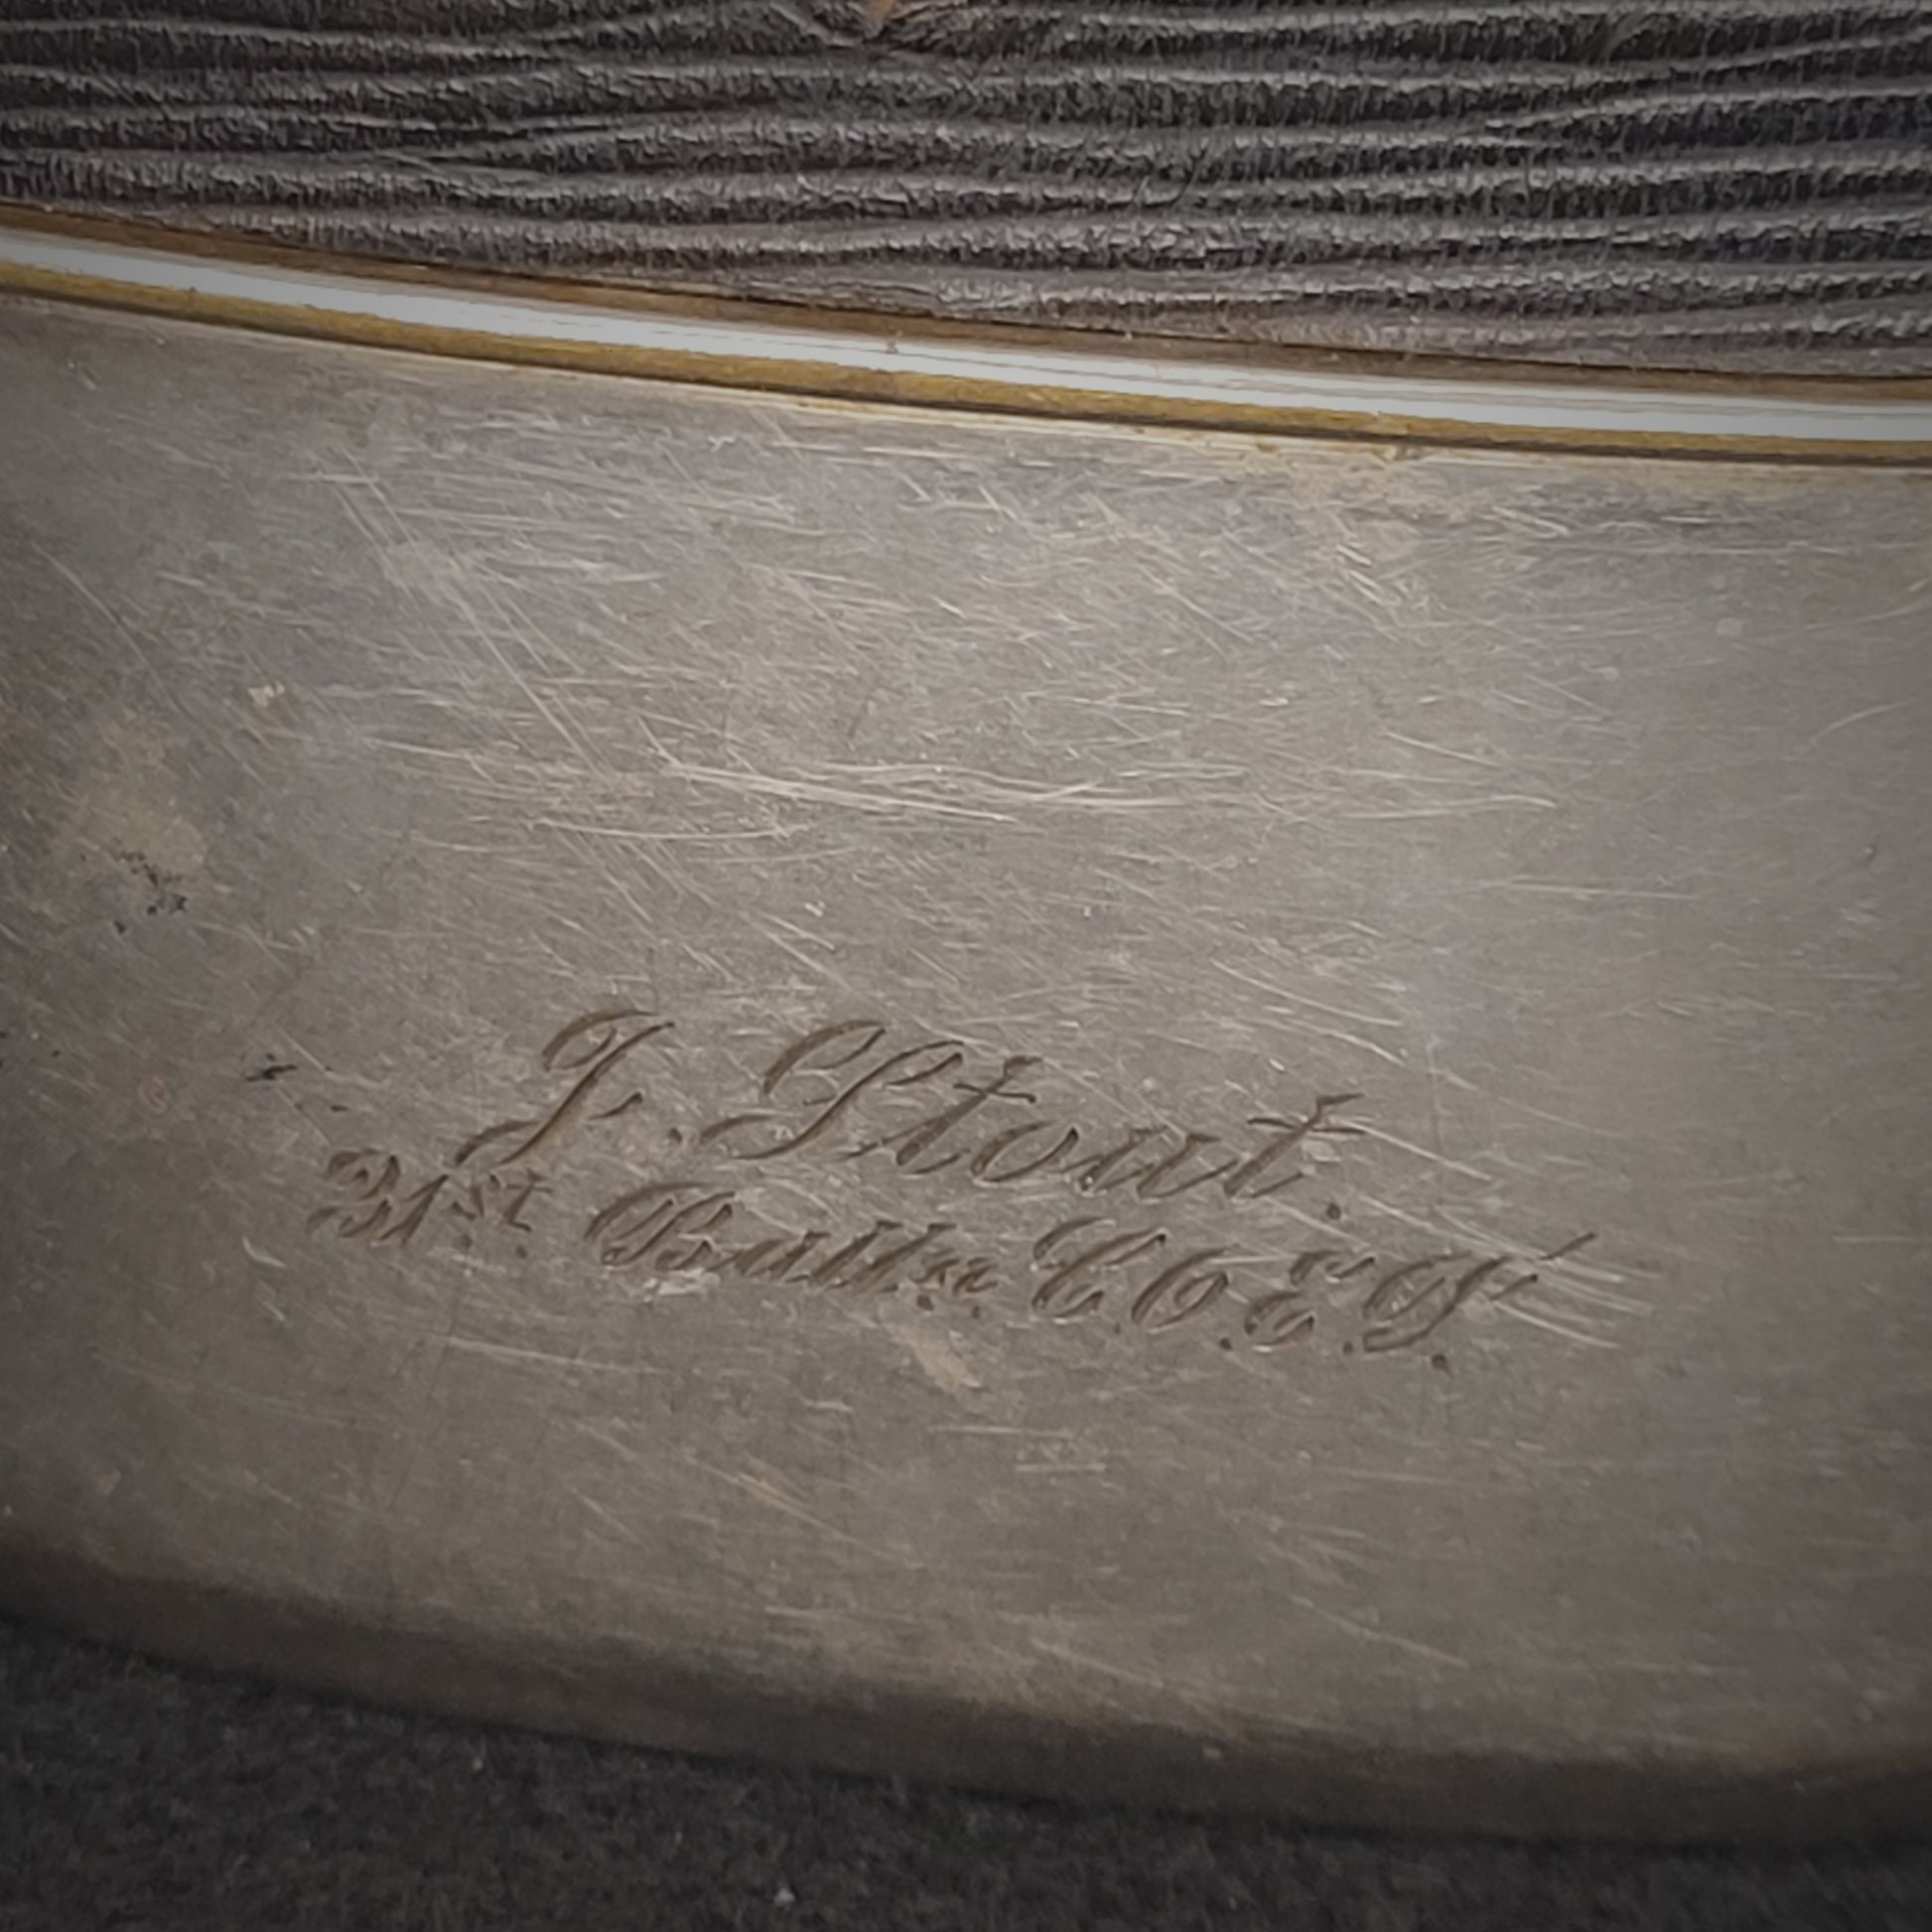 J. Stout.
31st Battn C.O.E.F.